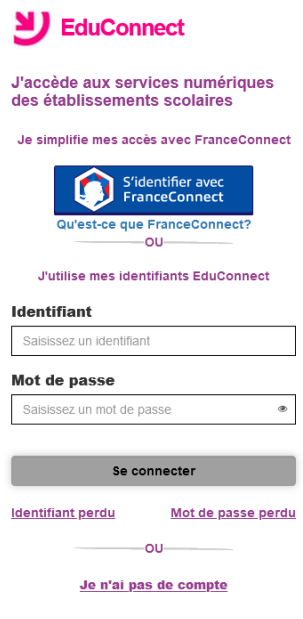 EduConnect
J'accède aux services numériques
des établissements scolaires
Je simplifie mes accès avec FranceConnect
S'identifier avec
FranceConnect
Qu'est-ce que FranceConnect?
OU
J'utilise mes identifiants EduConnect
Identifiant
Saisissez un identifiant
Mot de passe
Saisissez un mot de passe
Se connecter
Identifiant perdu Mot de passe perdu
OU
Je n'ai pas de compte